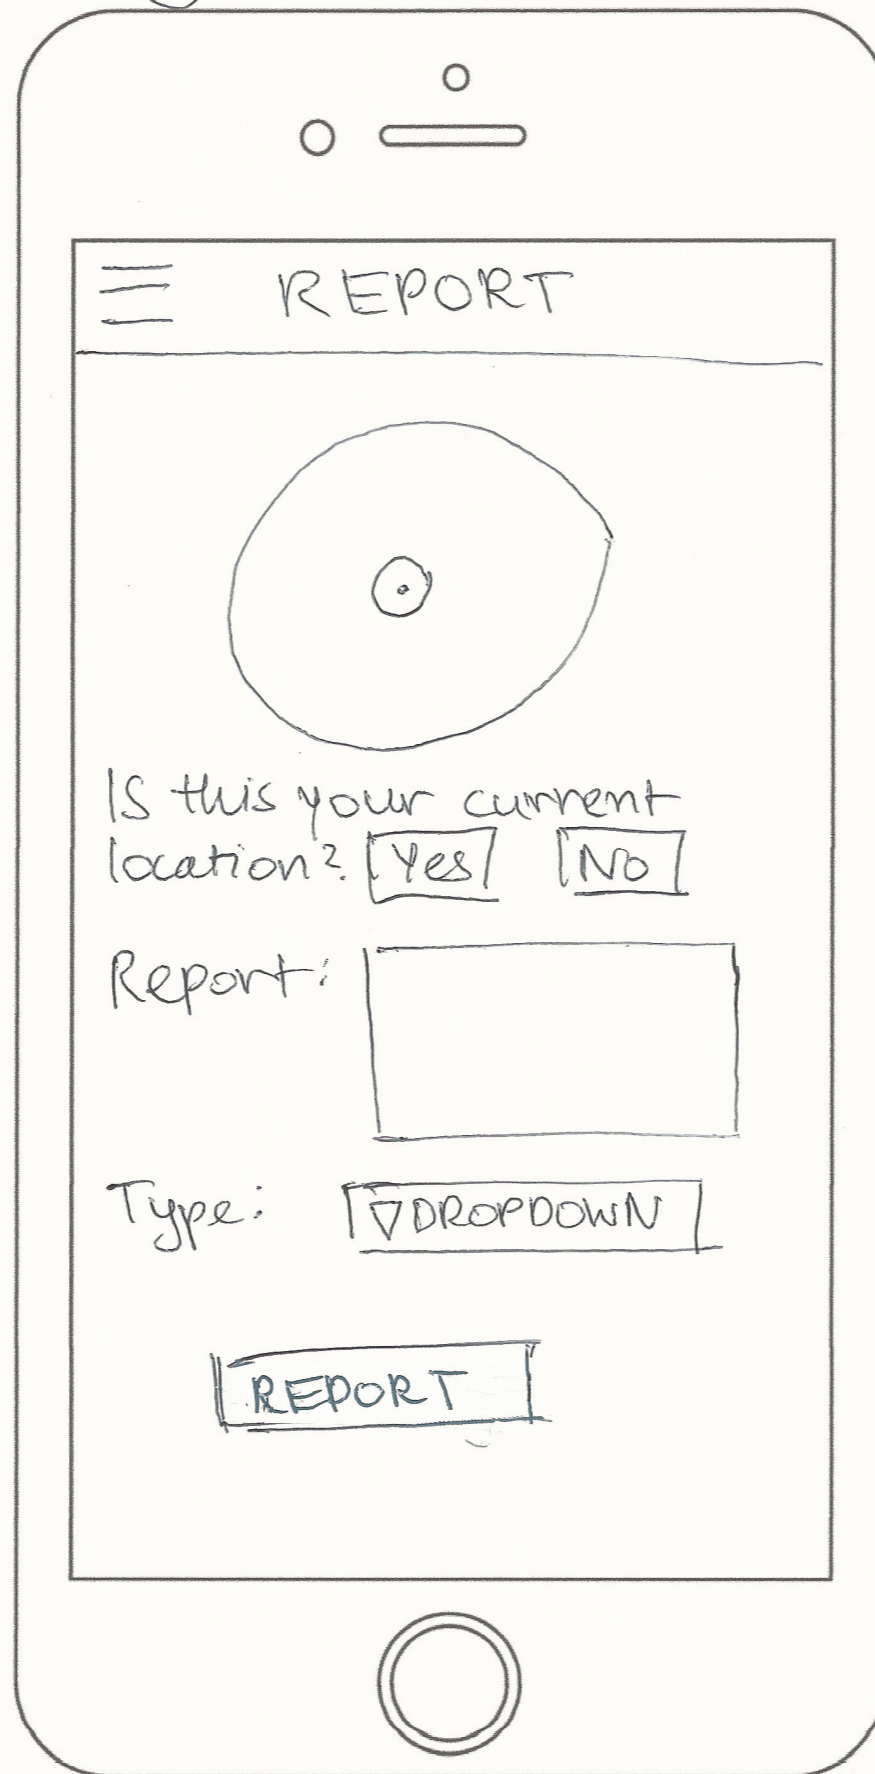 REPORT
Is this your current
location? Yes No
Report:
Type: DROPDOWN
REPORT